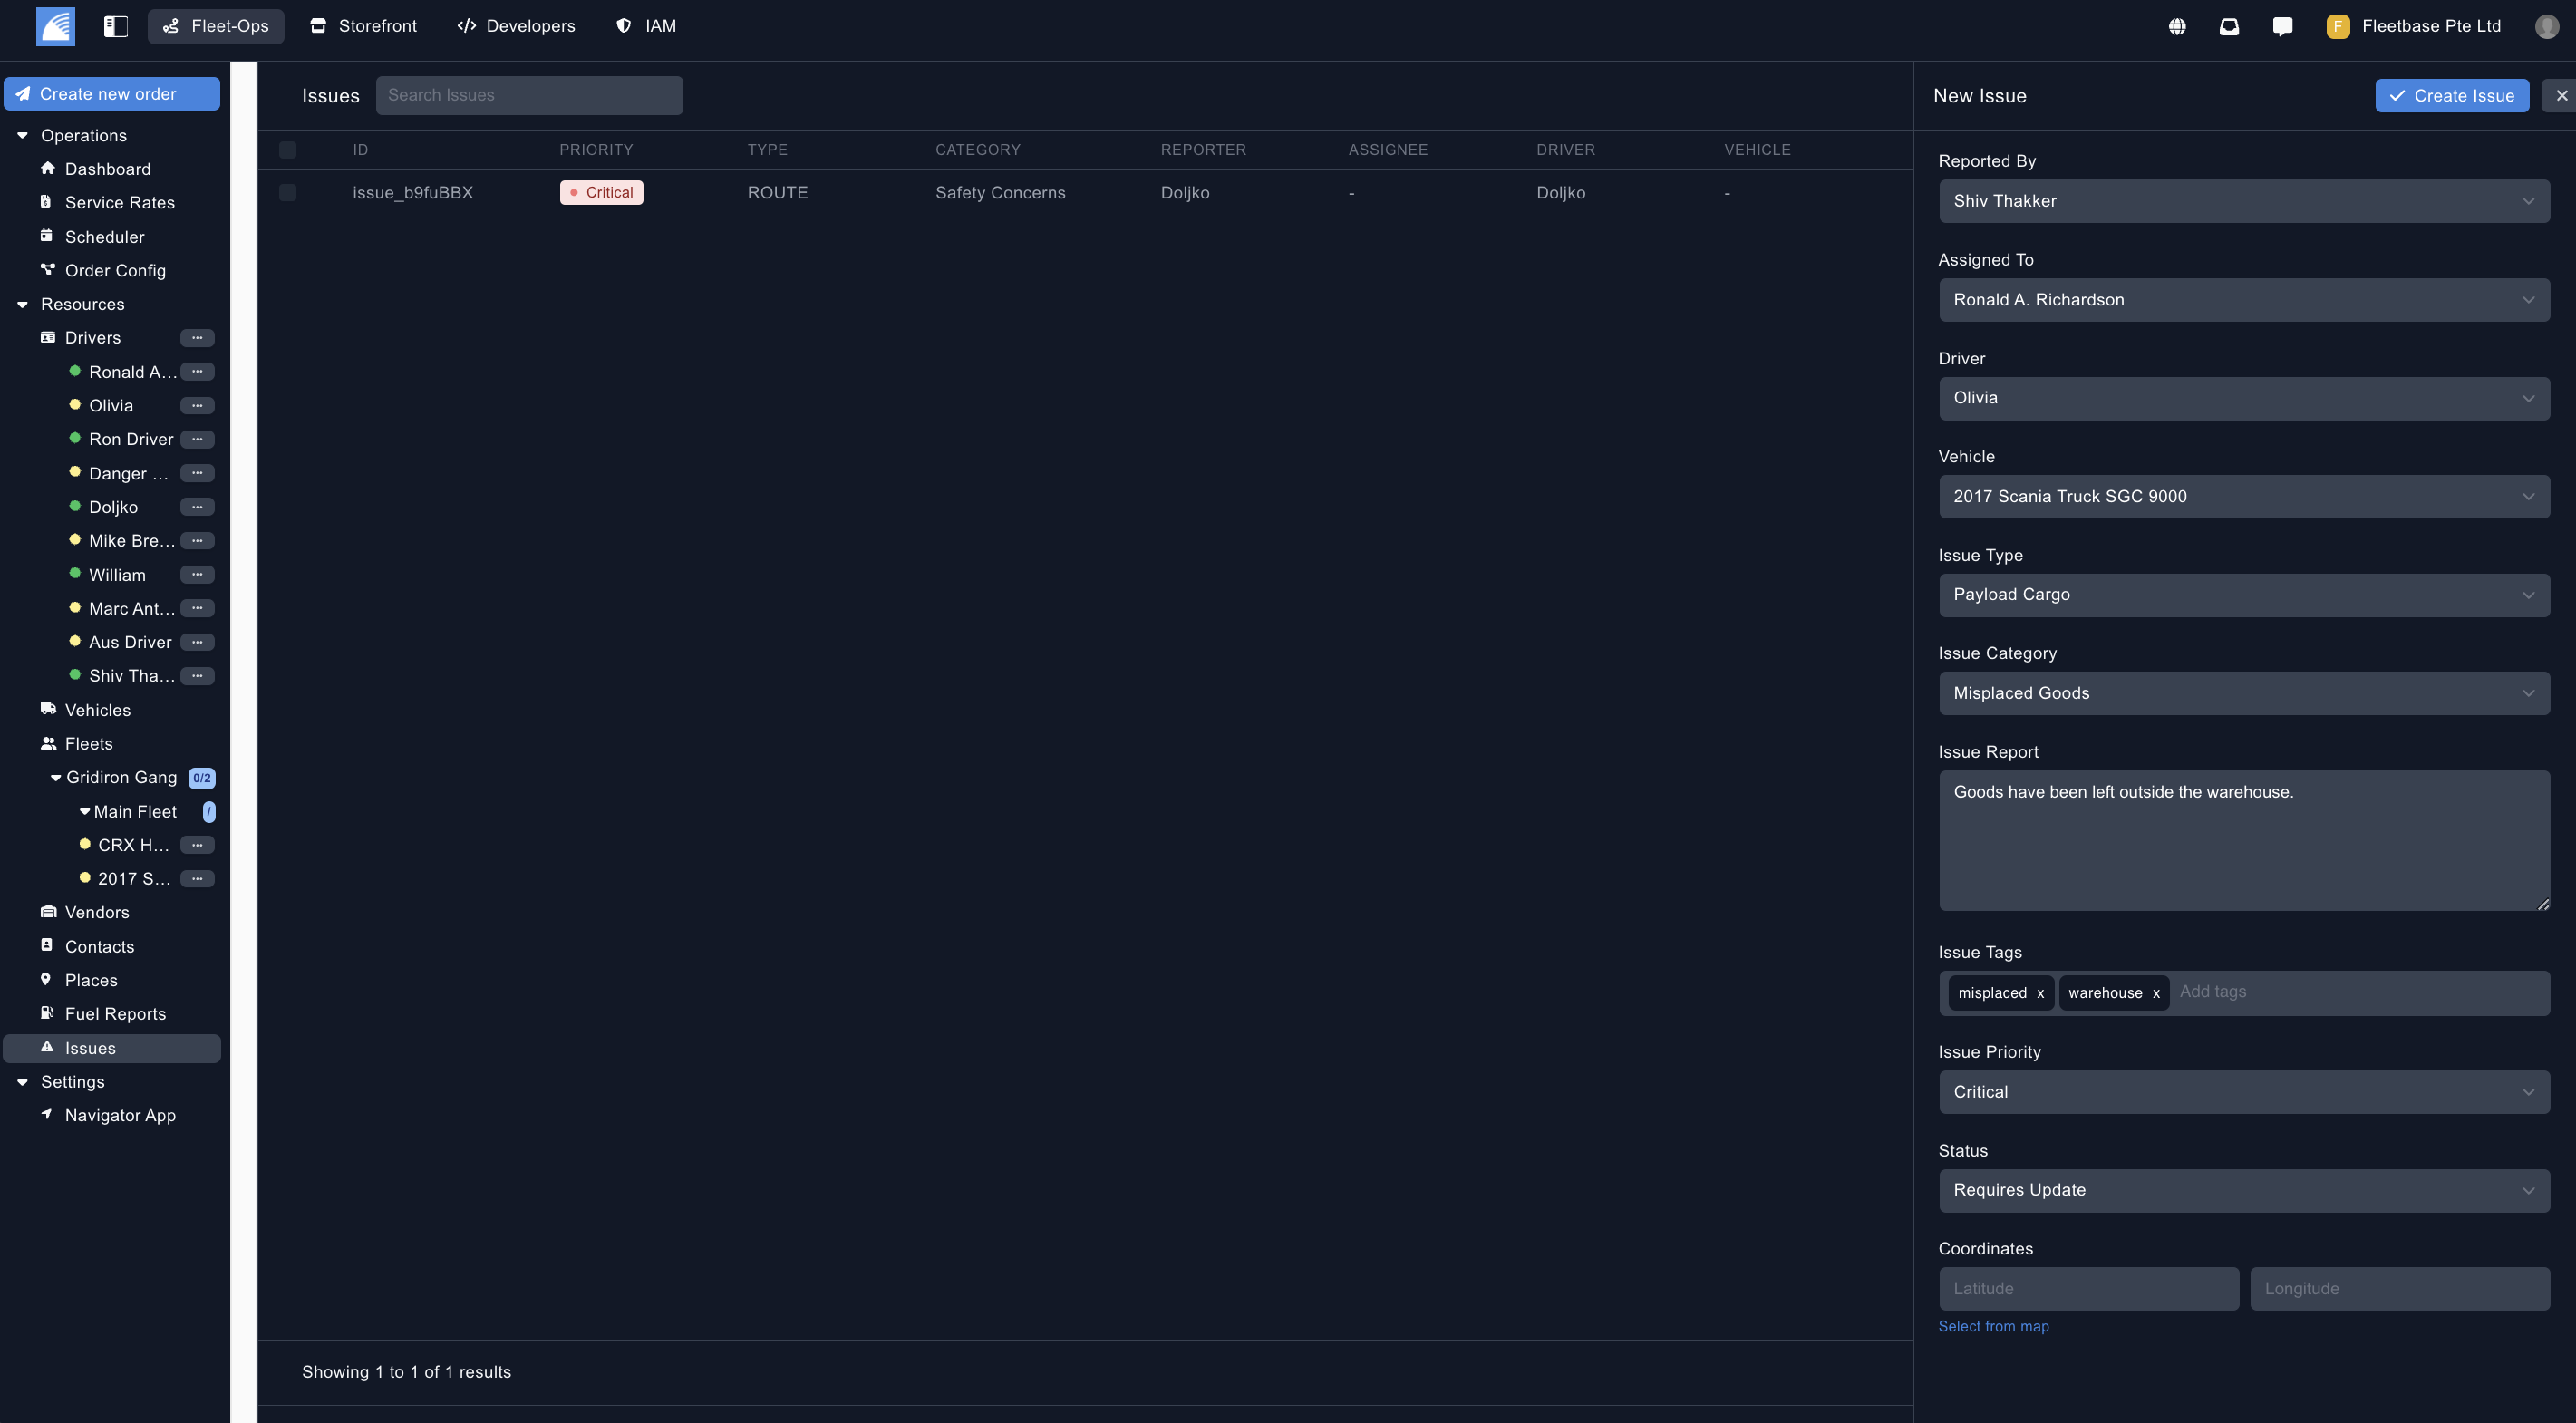 Fleet-Ops
Storefront
Developers
IAM
F
Fleetbase Pte Ltd
Create new order
Operations
Dashboard
Service Rates
Scheduler
Order Config
Resources
Drivers
Ronald A...
Olivia
Ron Driver
Danger ...
Doljko
Mike Bre...
William
Marc Ant...
Aus Driver
Shiv Tha...
Vehicles
Fleets
Gridiron Gang 0/2
Main Fleet /
CRX H...
2017 S...
Vendors
Contacts
Places
Fuel Reports
Issues
Settings
Navigator App
Issues
Search Issues
ID PRIORITY TYPE CATEGORY REPORTER ASSIGNEE DRIVER VEHICLE
issue_b9fuBBX Critical ROUTE Safety Concerns Doljko - Doljko -
Showing 1 to 1 of 1 results
New Issue
Create Issue
Reported By
Shiv Thakker
Assigned To
Ronald A. Richardson
Driver
Olivia
Vehicle
2017 Scania Truck SGC 9000
Issue Type
Payload Cargo
Issue Category
Misplaced Goods
Issue Report
Goods have been left outside the warehouse.
Issue Tags
misplaced x warehouse x Add tags
Issue Priority
Critical
Status
Requires Update
Coordinates
Latitude Longitude
Select from map